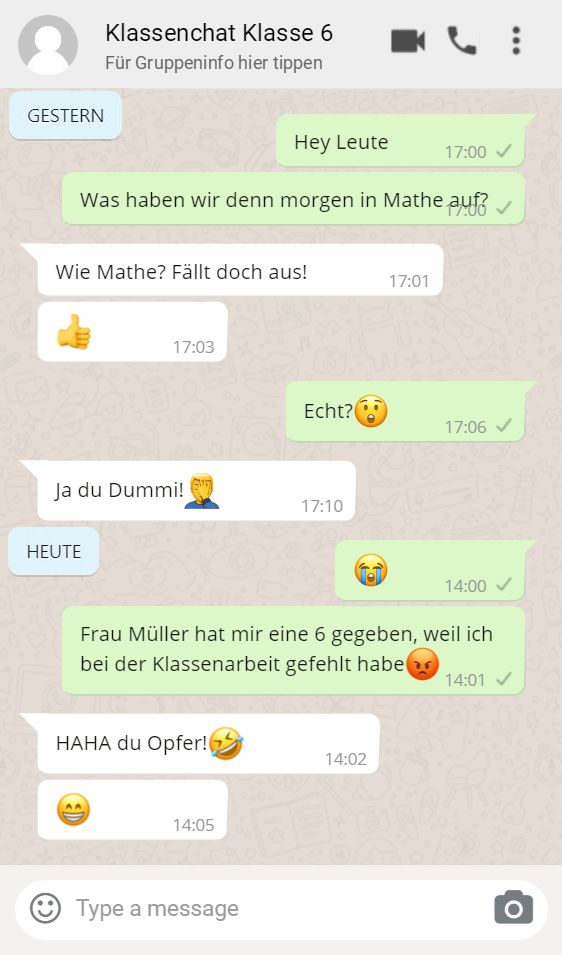 Klassenchat Klasse 6
Für Gruppeninfo hier tippen
GESTERN
Hey Leute
17:00
Was haben wir denn morgen in Mathe auf?
17:00
Wie Mathe? Fällt doch aus!
17:01
👍
17:03
Echt?😲
17:06
Ja du Dummi!🤦
17:10
HEUTE
😭
14:00
Frau Müller hat mir eine 6 gegeben, weil ich
bei der Klassenarbeit gefehlt habe😡
14:01
HAHA du Opfer!🤣
14:02
😁
14:05
Type a message